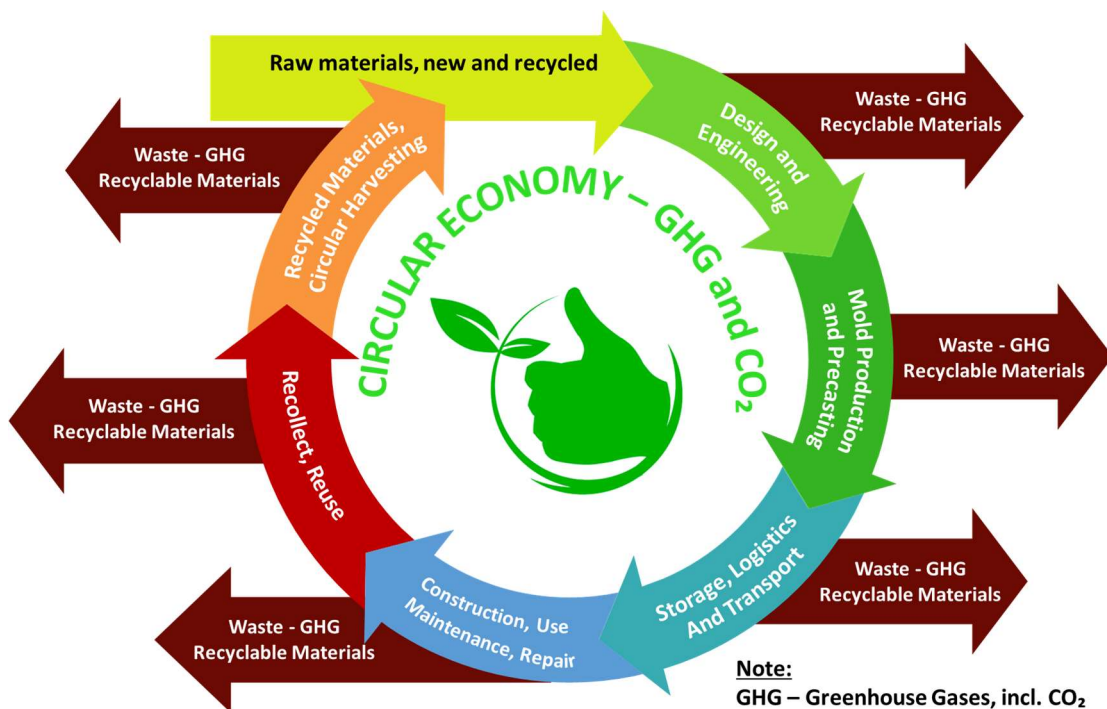 Raw materials, new and recycled
Design and
Engineering
Waste - GHG
Recyclable Materials
Mold Production
and Precasting
Waste - GHG
Recyclable Materials
Storage, Logistics
And Transport
Waste - GHG
Recyclable Materials
Construction, Use
Maintenance, Repair
Waste - GHG
Recyclable Materials
Recollect, Reuse
Waste - GHG
Recyclable Materials
Recycled Materials,
Circular Harvesting
Waste - GHG
Recyclable Materials
CIRCULAR ECONOMY – GHG and CO₂
Note:
GHG – Greenhouse Gases, incl. CO₂